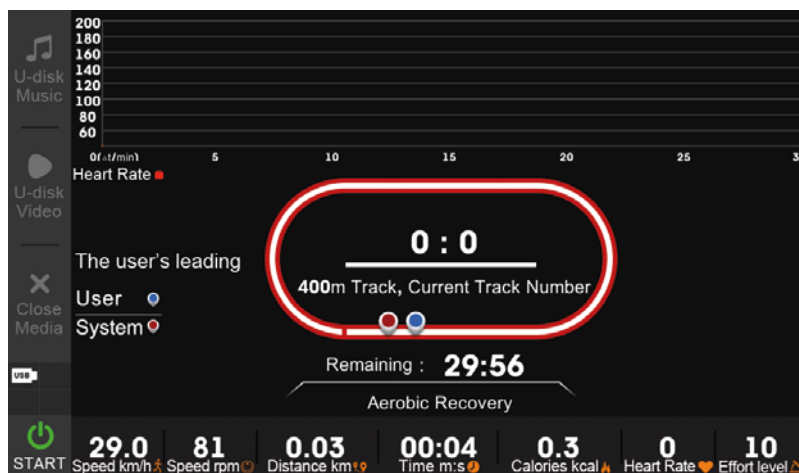 200
180
160
140
120
100
80
60
5 10 15 20 25
Heart Rate
U-disk
Music
U-disk
Video
Close
Media
USB
START
The user's leading
User
System
0 : 0
400m Track, Current Track Number
Remaining : 29:56
Aerobic Recovery
29.0 81 0.03 00:04 0.3 0 10
Speed km/h Speed rpm Distance km Time m:s Calories kcal Heart Rate Effort level